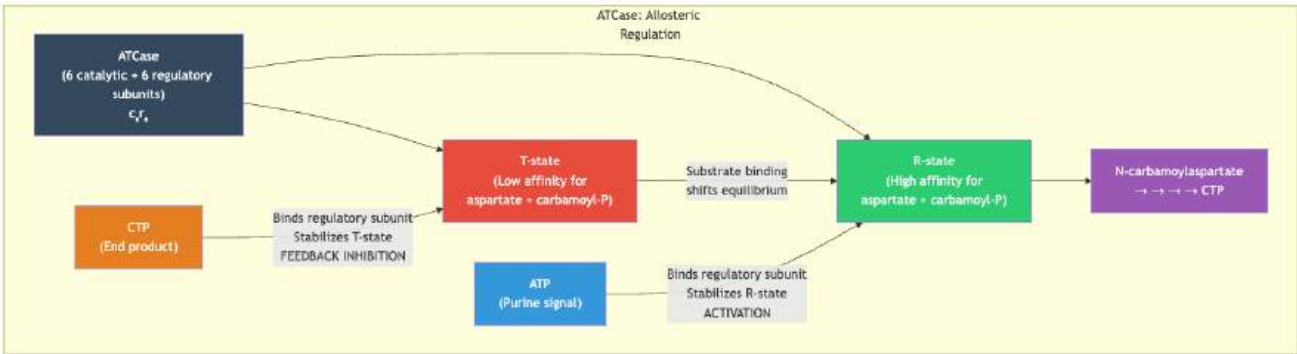 ATCase: Allosteric
Regulation
ATCase
(6 catalytic + 6 regulatory
subunits)
c₆r₆
T-state
(Low affinity for
aspartate + carbamoyl-P)
Substrate binding
shifts equilibrium
R-state
(High affinity for
aspartate + carbamoyl-P)
N-carbamoylaspartate
→ → → → CTP
CTP
(End product)
Binds regulatory subunit
Stabilizes T-state
FEEDBACK INHIBITION
ATP
(Purine signal)
Binds regulatory subunit
Stabilizes R-state
ACTIVATION